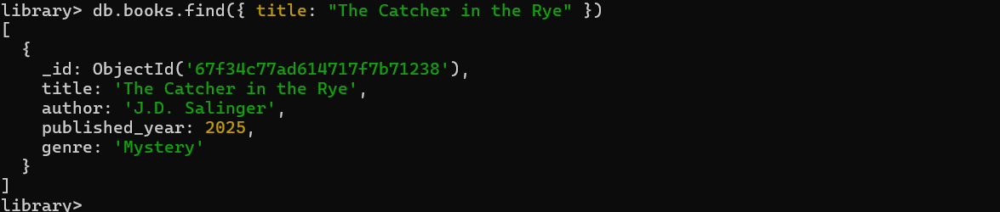 library> db.books.find({ title: "The Catcher in the Rye" })
[
  {
    _id: ObjectId('67f34c77ad614717f7b71238'),
    title: 'The Catcher in the Rye',
    author: 'J.D. Salinger',
    published_year: 2025,
    genre: 'Mystery'
  }
]
library>